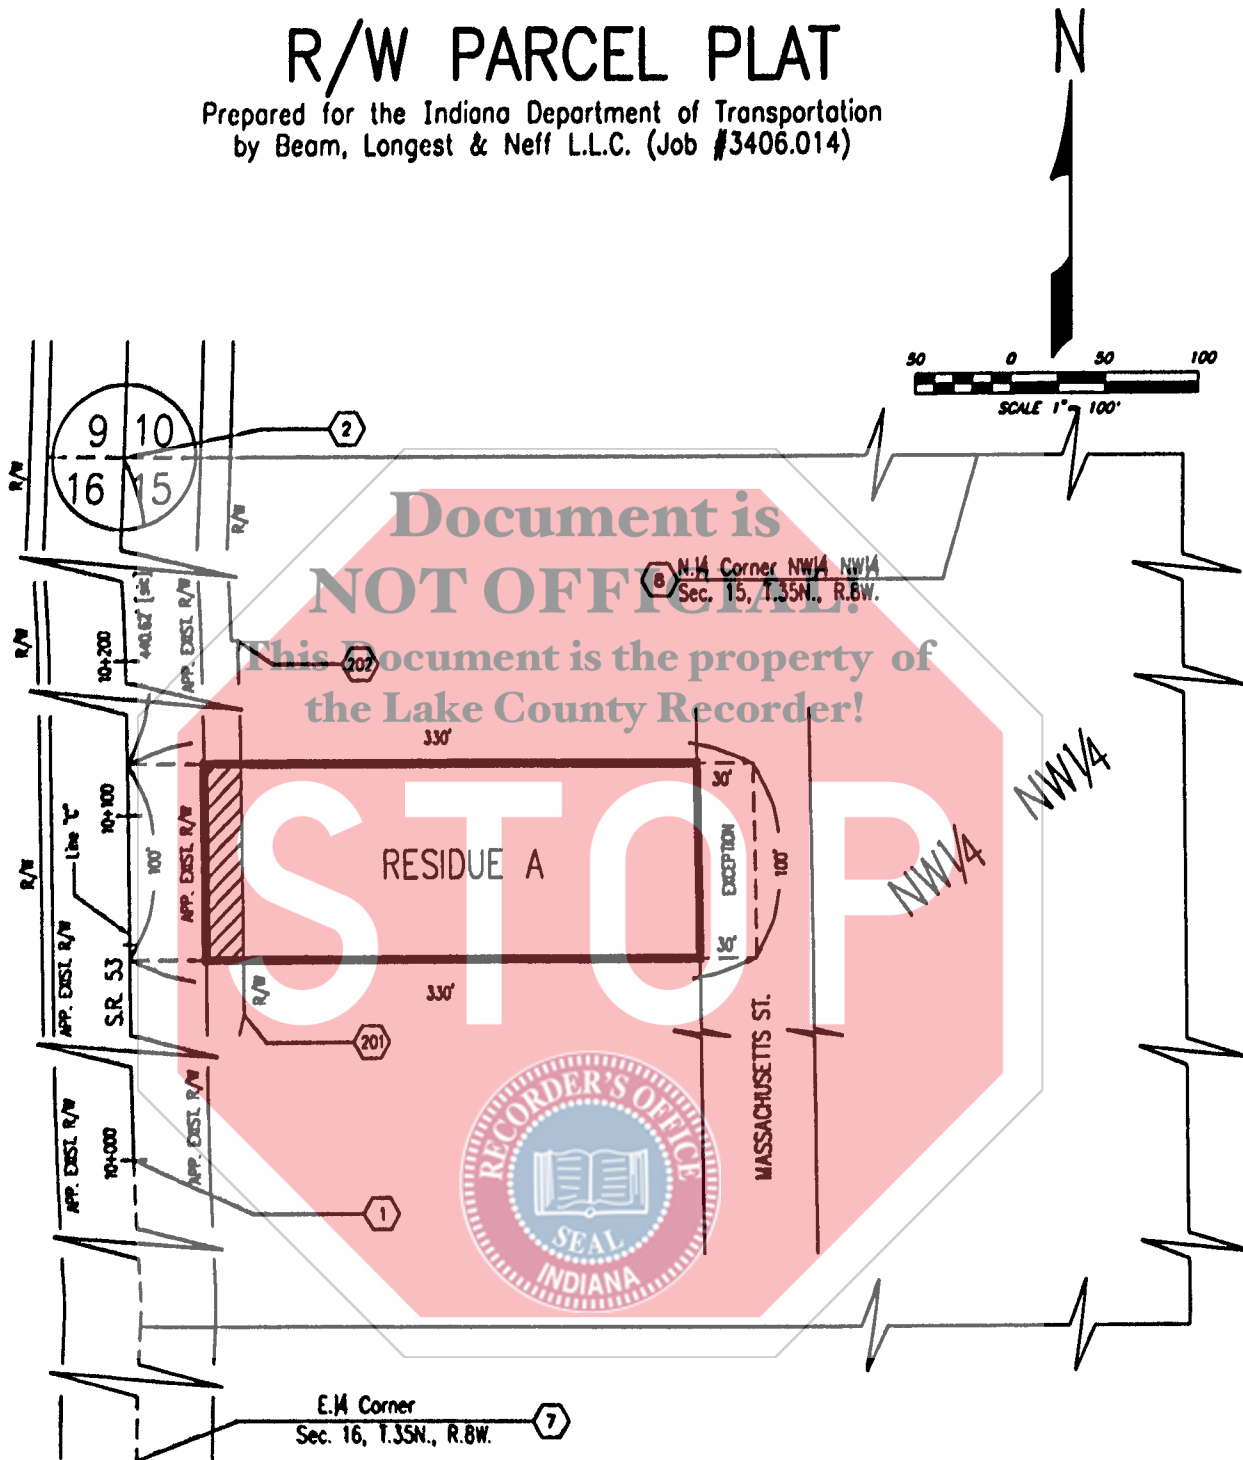 R/W PARCEL PLAT
Prepared for the Indiana Department of Transportation
by Beam, Longest & Neff L.L.C. (Job #3406.014)
N
50 0 50 100
SCALE 1" = 100'
9 10
16 15
2
R/W
R/W
Document is
NOT OFFICIAL!
This Document is the property of
the Lake County Recorder!
STOP
8
N.1/4 Corner NW1/4 NW1/4
Sec. 15, T.35N., R.8W.
440.62' [sic]
APP. EXIST. R/W
R/W
10+200
202
330'
30'
NW1/4
NW1/4
Line "C"
10+100
100'
APP. EXIST. R/W
RESIDUE A
EXCEPTION
100'
R/W
APP. EXIST. R/W
S.R. 53
30'
R/W
330'
201
MASSACHUSETTS ST.
APP. EXIST. R/W
10+000
APP. EXIST. R/W
1
RECORDER'S OFFICE
SEAL
INDIANA
E.1/4 Corner
Sec. 16, T.35N., R.8W.
7